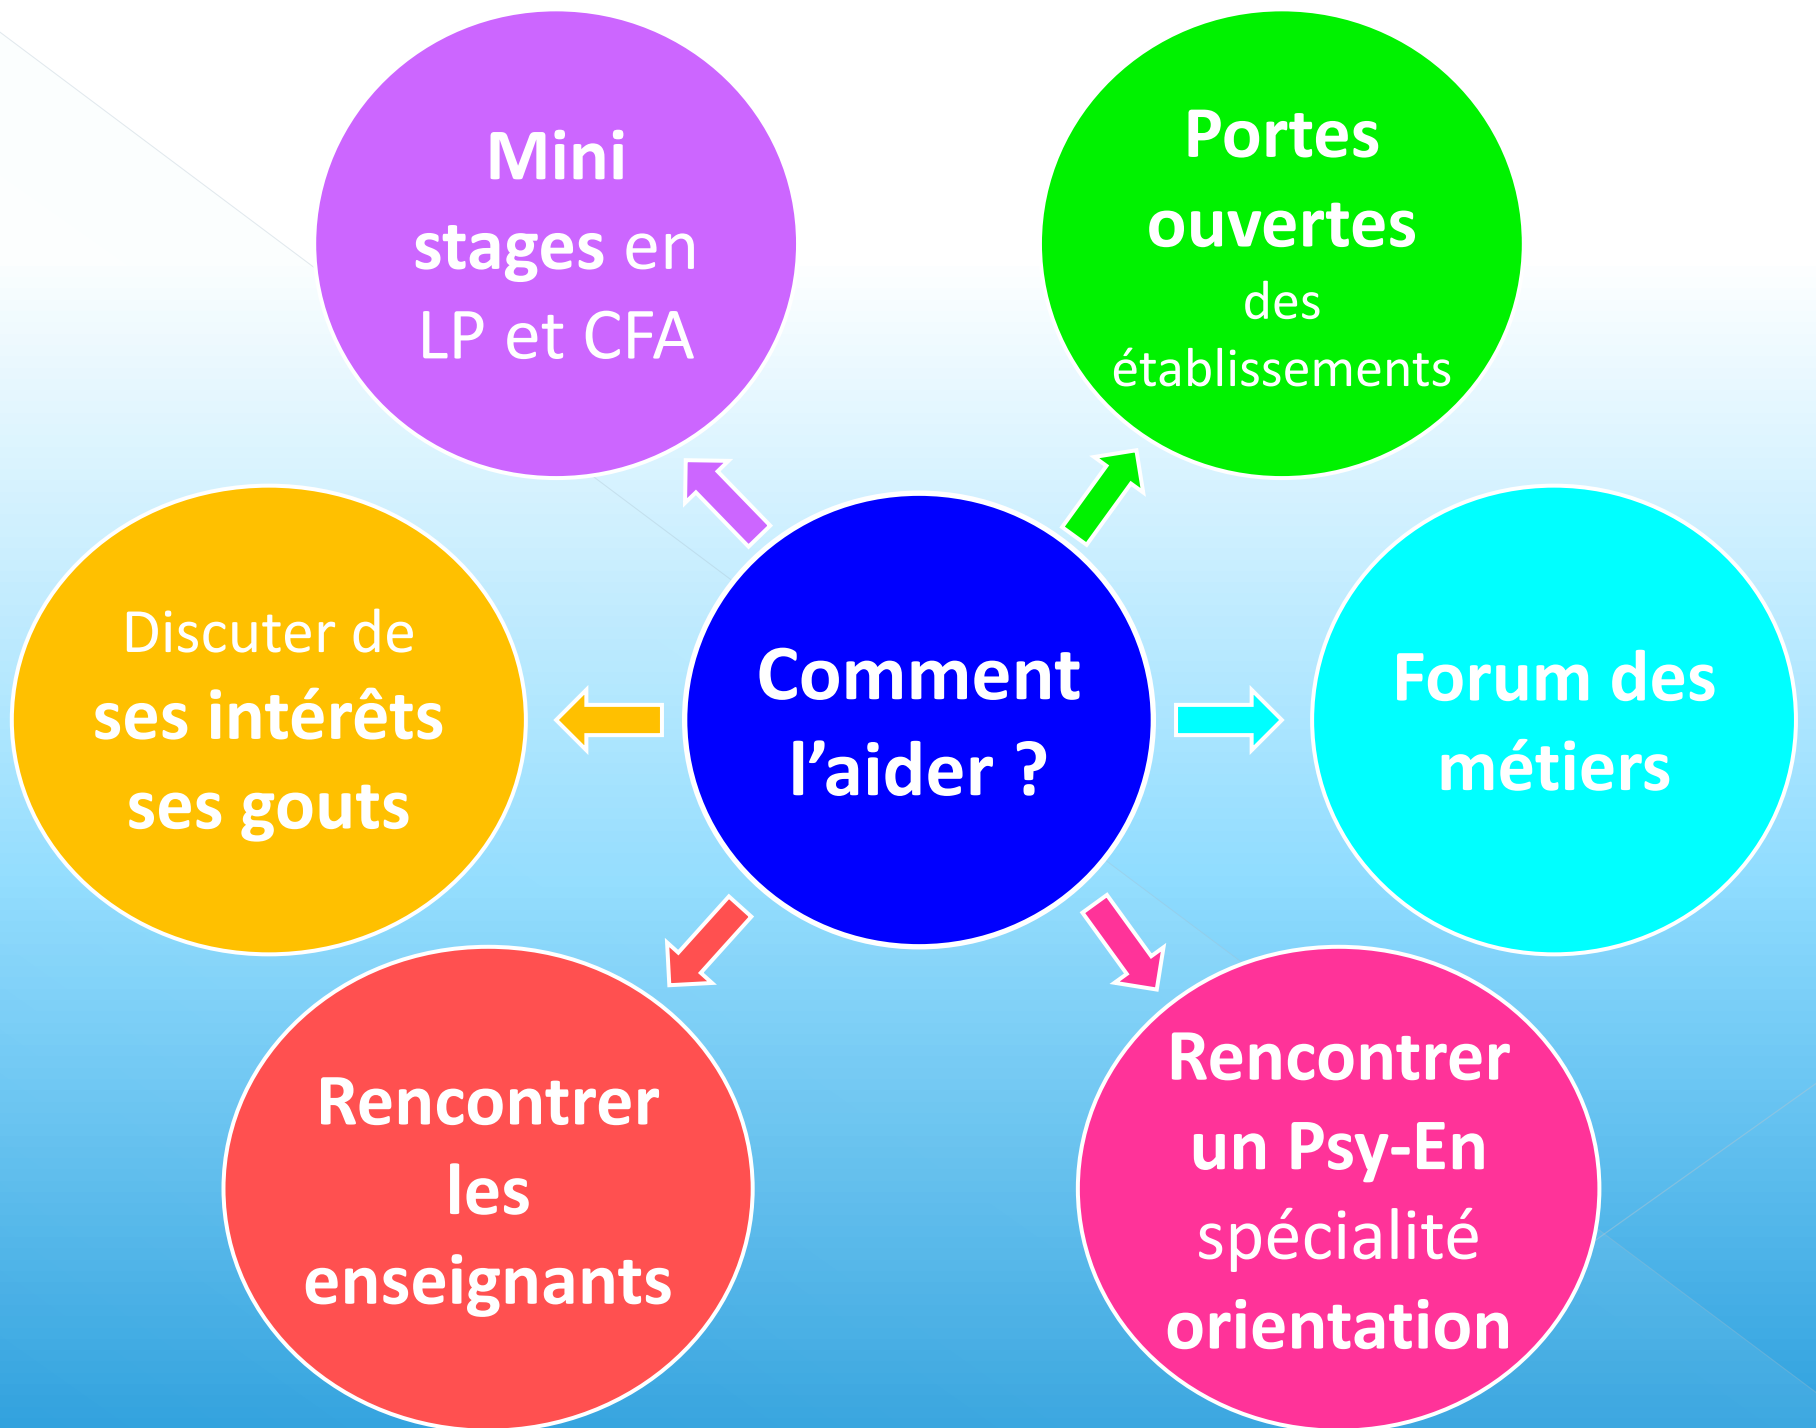 Mini
stages en
LP et CFA
Portes
ouvertes
des
établissements
Discuter de
ses intérêts
ses gouts
Comment
l’aider ?
Forum des
métiers
Rencontrer
les
enseignants
Rencontrer
un Psy-En
spécialité
orientation